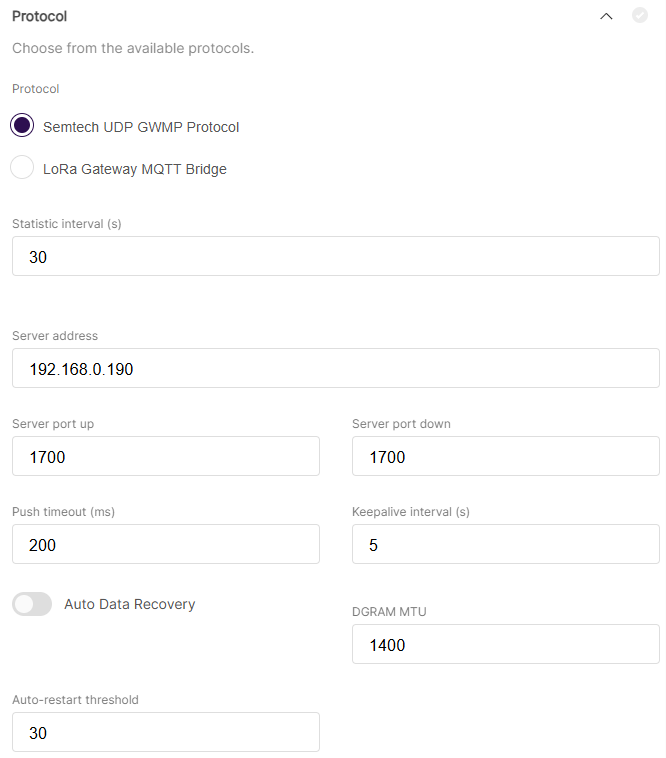 Protocol
Choose from the available protocols.
Protocol
Semtech UDP GWMP Protocol
LoRa Gateway MQTT Bridge
Statistic interval (s)
30
Server address
192.168.0.190
Server port up
Server port down
1700
1700
Push timeout (ms)
Keepalive interval (s)
200
5
Auto Data Recovery
DGRAM MTU
1400
Auto-restart threshold
30